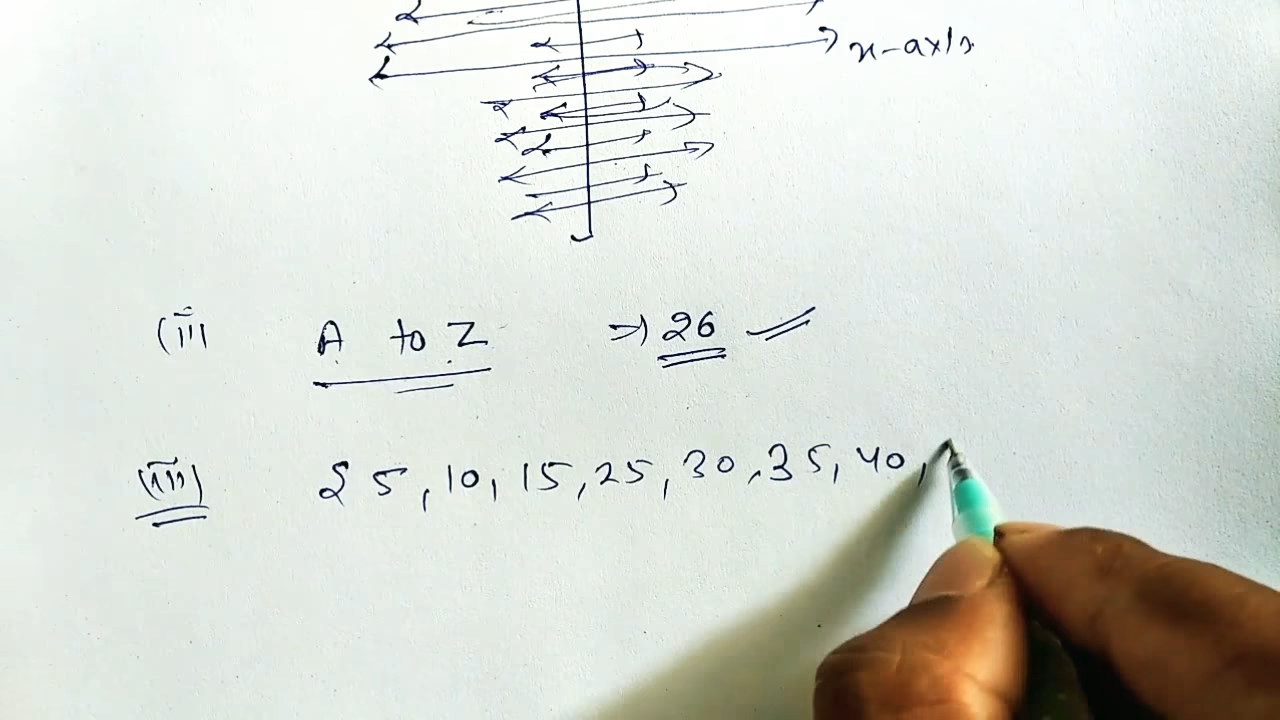 x-axis
(ii) A to Z => 26
(iii) { 5, 10, 15, 25, 30, 35, 40,